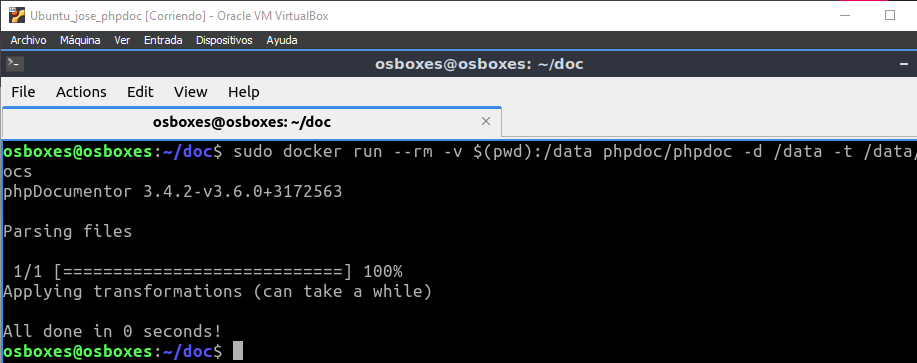 Ubuntu_jose_phpdoc [Corriendo] - Oracle VM VirtualBox
Archivo Máquina Ver Entrada Dispositivos Ayuda
osboxes@osboxes: ~/doc
File Actions Edit View Help
osboxes@osboxes: ~/doc
osboxes@osboxes:~/doc$ sudo docker run --rm -v $(pwd):/data phpdoc/phpdoc -d /data -t /data/
ocs
phpDocumentor 3.4.2-v3.6.0+3172563
Parsing files
1/1 [============================] 100%
Applying transformations (can take a while)
All done in 0 seconds!
osboxes@osboxes:~/doc$